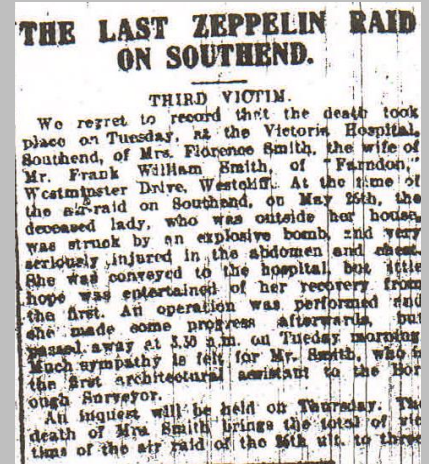 THE LAST ZEPPELIN RAID
ON SOUTHEND.
THIRD VICTIM.
We regret to record that the death took
place on Tuesday, at the Victoria Hospital,
Southend, of Mrs. Florence Smith, the wife of
Mr. Frank William Smith, of "Farndon,"
Westminster Drive, Westcliff. At the time of
the air-raid on Southend, on May 26th, the
deceased lady, who was outside her house,
was struck by an explosive bomb, and very
seriously injured in the abdomen and chest.
She was conveyed to the hospital, but little
hope was entertained of her recovery from
the first. An operation was performed and
she made some progress afterwards, but
passed away at 3.30 a.m. on Tueday morning.
Much sympathy is felt for Mr. Smith, who is
the first architectural assistant to the Bor-
ough Surveyor.
An inquest will be held on Thursday. The
death of Mrs Smith brings the total of vic-
tims of the air raid of the 26th ult. to three